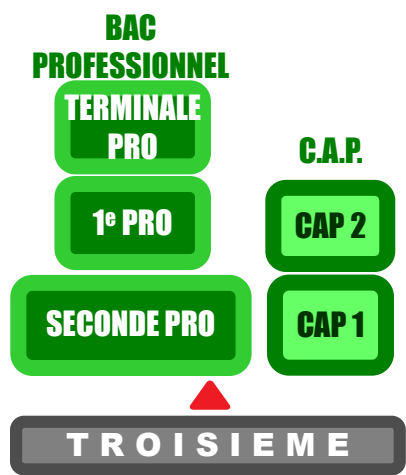 BAC
PROFESSIONNEL
TERMINALE
PRO
1e PRO
SECONDE PRO
C.A.P.
CAP 2
CAP 1
TROISIEME